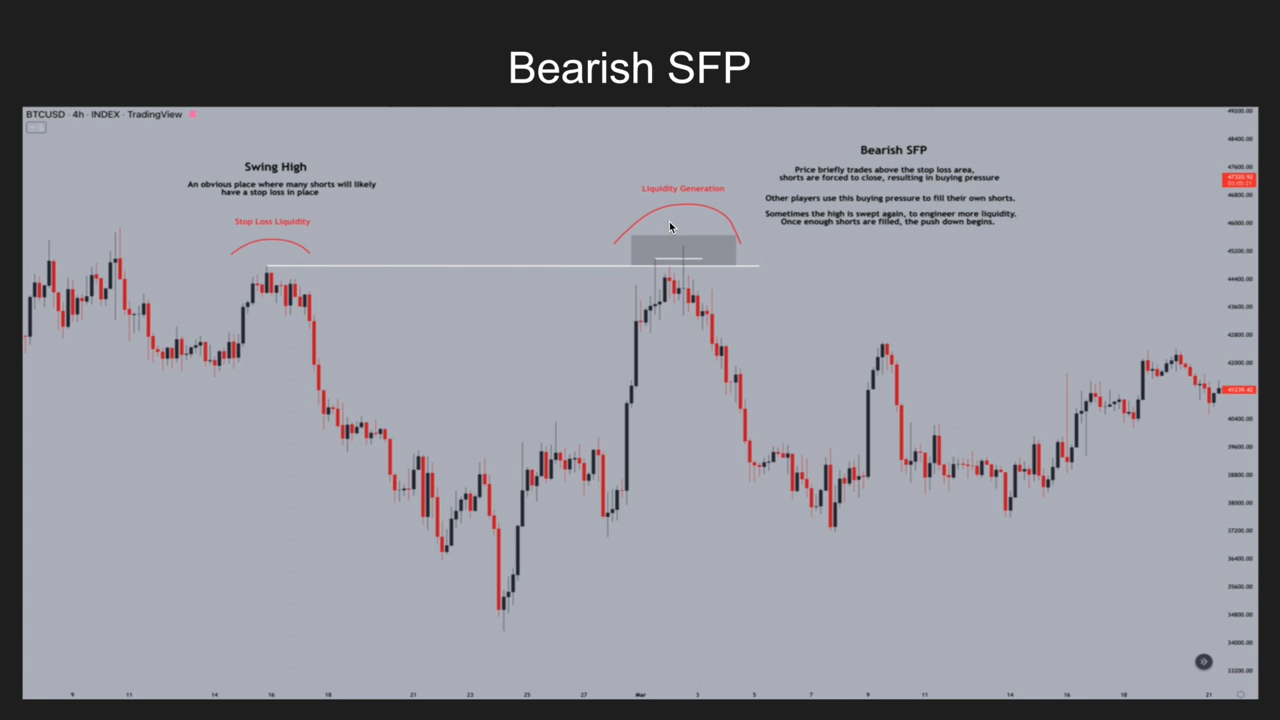 Bearish SFP
BTCUSD · 4h · INDEX · TradingView
Swing High
An obvious place where many shorts will likely
have a stop loss in place
Stop Loss Liquidity
Liquidity Generation
Bearish SFP
Price briefly trades above the stop loss area,
shorts are forced to close, resulting in buying pressure
Other players use this buying pressure to fill their own shorts.
Sometimes the high is swept again, to engineer more liquidity.
Once enough shorts are filled, the push down begins.
49200.00
48400.00
47600.00
47320.92
46800.00
46000.00
45200.00
44400.00
43600.00
42800.00
42000.00
41239.42
40400.00
39600.00
38800.00
38000.00
37200.00
36400.00
35600.00
34800.00
34000.00
33200.00
9
11
14
16
18
21
23
25
27
Mar
3
5
7
9
11
14
16
18
21